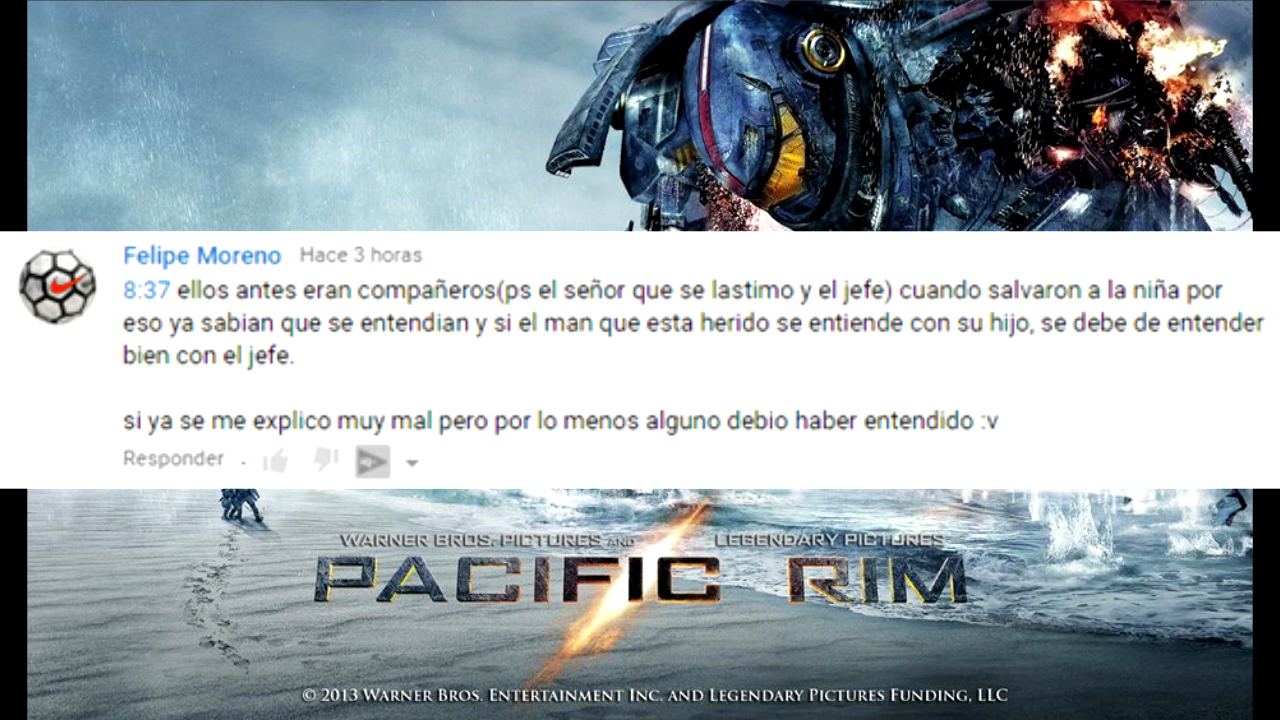 Felipe Moreno Hace 3 horas
8:37 ellos antes eran compañeros(ps el señor que se lastimo y el jefe) cuando salvaron a la niña por
eso ya sabian que se entendian y si el man que esta herido se entiende con su hijo, se debe de entender
bien con el jefe.
si ya se me explico muy mal pero por lo menos alguno debio haber entendido :v
Responder .
WARNER BROS. PICTURES AND LEGENDARY PICTURES
PACIFIC RIM
© 2013 WARNER BROS. ENTERTAINMENT INC. AND LEGENDARY PICTURES FUNDING, LLC